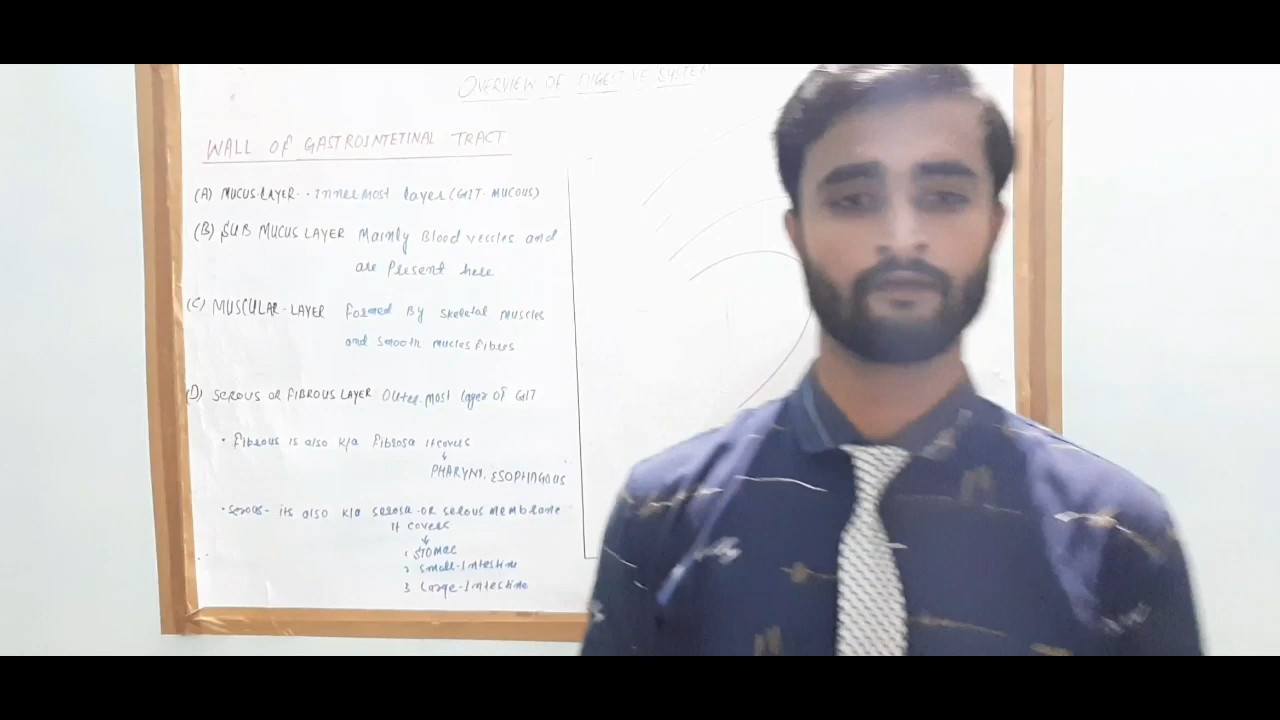 OVERVIEW OF DIGESTIVE SYSTEM
WALL OF GASTROINTETINAL TRACT
(A) MUCUS-LAYER-- Inner Most layer (GIT- MUCOUS)
(B) SUB MUCUS LAYER Mainly Blood vessles and
are Present here
(C) MUSCULAR-LAYER formed By Skeletal Muscles
and Smooth mucles fibres
(D) SEROUS OR FIBROUS LAYER Outer most layer OF GIT
• Fibrous is also k/a Fibrosa it covers
PHARYNX, ESOPHAGOUS
• Serous- its also k/a serosa OR serous membrane
It covers
1 STOMAC
2 Small-Intestine
3 Large-Intestine